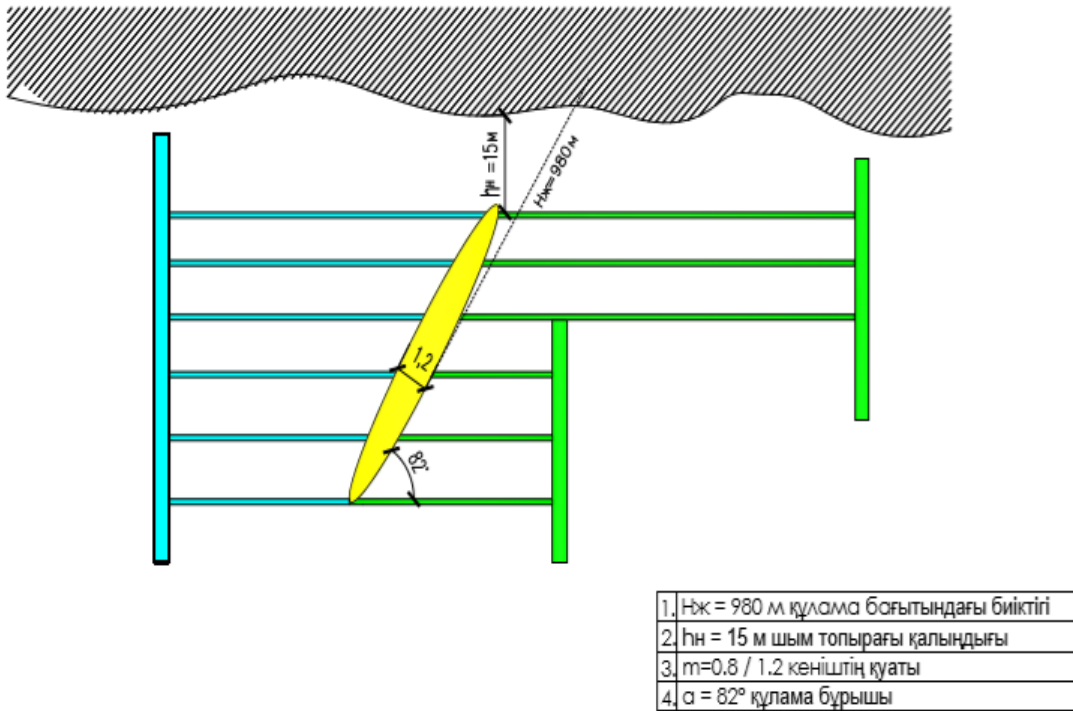 hн =15м
Hж=980м
1,2
82°
1. Hж = 980 м құлама бағытындағы биіктігі
2. hн = 15 м шым топырағы қалыңдығы
3. m=0.8 / 1.2 кеніштің қуаты
4. α = 82° құлама бұрышы